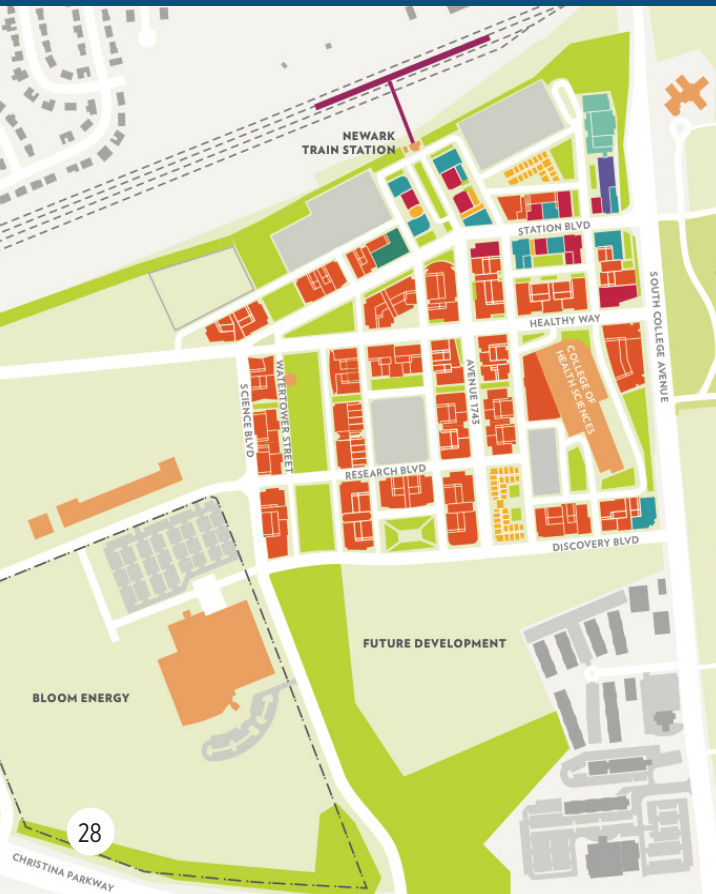 NEWARK
TRAIN STATION
STATION BLVD
HEALTHY WAY
SOUTH COLLEGE AVENUE
COLLEGE OF
HEALTH SCIENCES
AVENUE 1743
WATERTOWER STREET
SCIENCE BLVD
RESEARCH BLVD
DISCOVERY BLVD
FUTURE DEVELOPMENT
BLOOM ENERGY
28
CHRISTINA PARKWAY